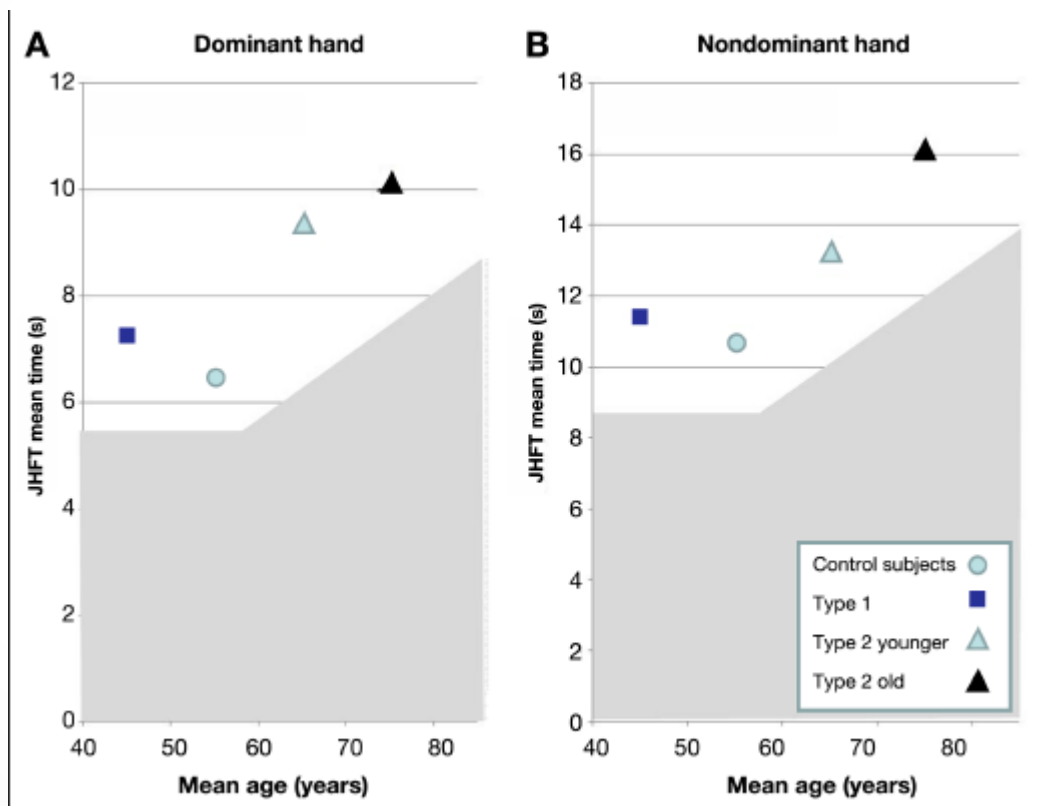 A
Dominant hand
12
10
8
6
4
2
0
JHFT mean time (s)
40 50 60 70 80
Mean age (years)
B
Nondominant hand
18
16
14
12
10
8
6
4
2
0
JHFT mean time (s)
40 50 60 70 80
Mean age (years)
Control subjects
Type 1
Type 2 younger
Type 2 old